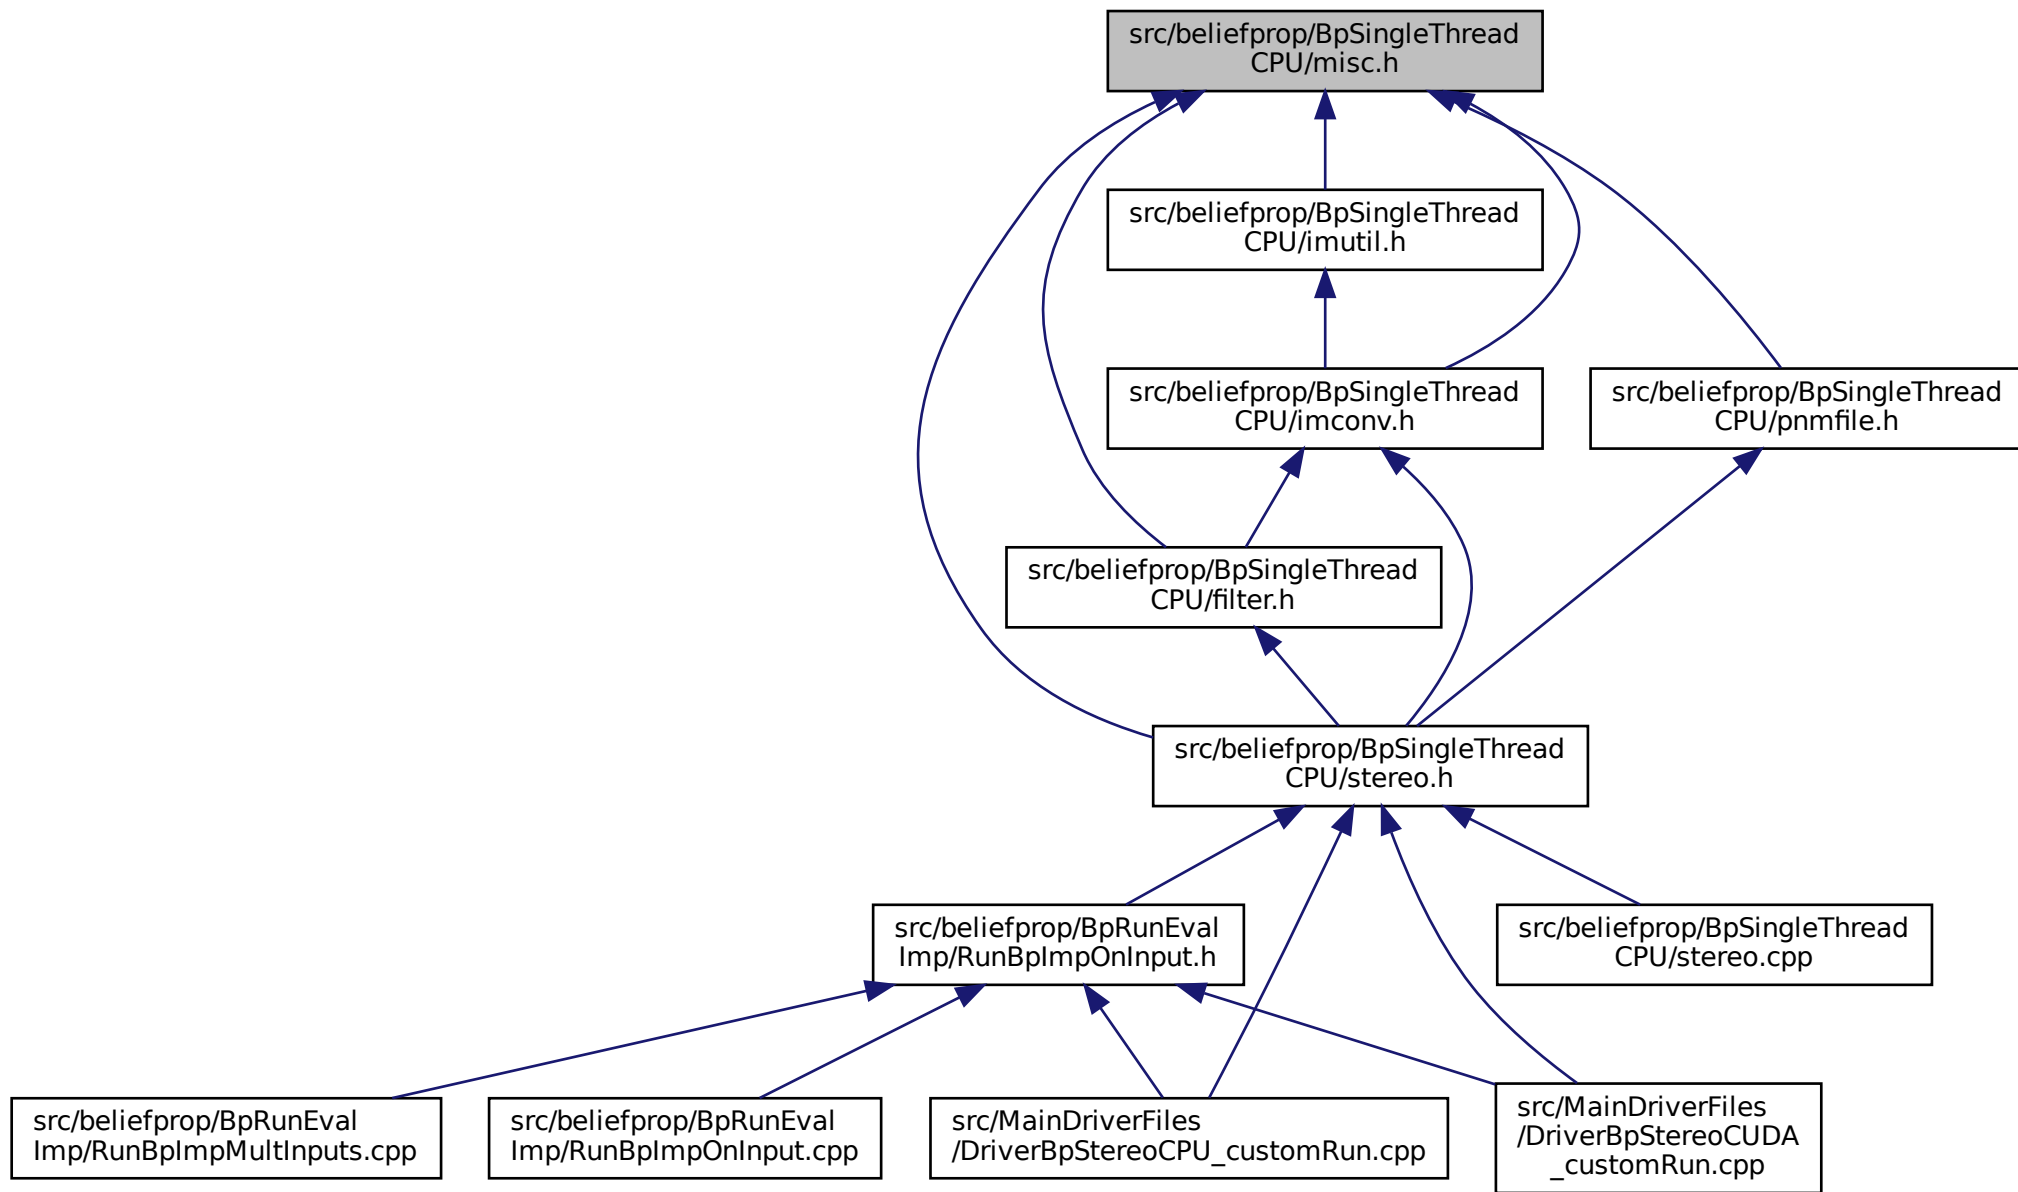 src/beliefprop/BpSingleThread
CPU/misc.h
src/beliefprop/BpSingleThread
CPU/imutil.h
src/beliefprop/BpSingleThread
CPU/imconv.h
src/beliefprop/BpSingleThread
CPU/pnmfile.h
src/beliefprop/BpSingleThread
CPU/filter.h
src/beliefprop/BpSingleThread
CPU/stereo.h
src/beliefprop/BpRunEval
Imp/RunBpImpOnInput.h
src/beliefprop/BpSingleThread
CPU/stereo.cpp
src/beliefprop/BpRunEval
Imp/RunBpImpMultInputs.cpp
src/beliefprop/BpRunEval
Imp/RunBpImpOnInput.cpp
src/MainDriverFiles
/DriverBpStereoCPU_customRun.cpp
src/MainDriverFiles
/DriverBpStereoCUDA
_customRun.cpp